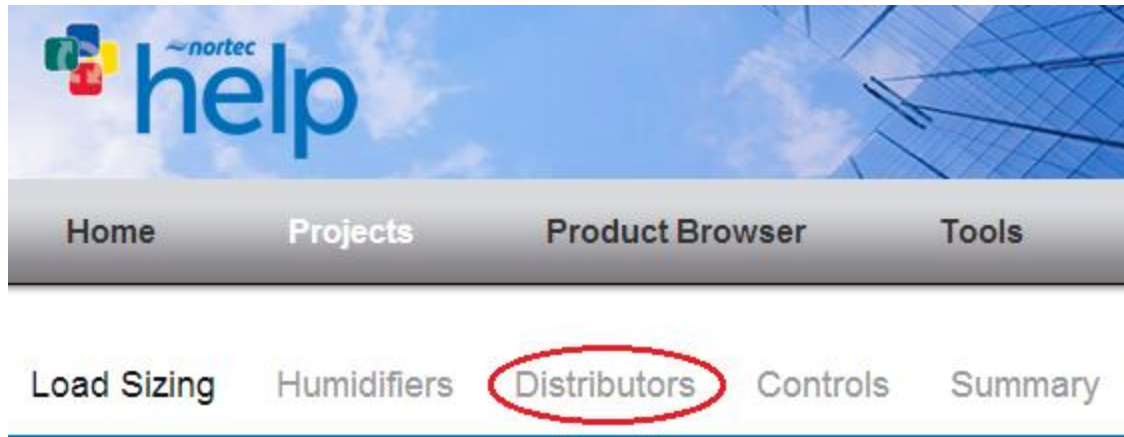 ~nortec
help
Home Projects Product Browser Tools
Load Sizing Humidifiers Distributors Controls Summary